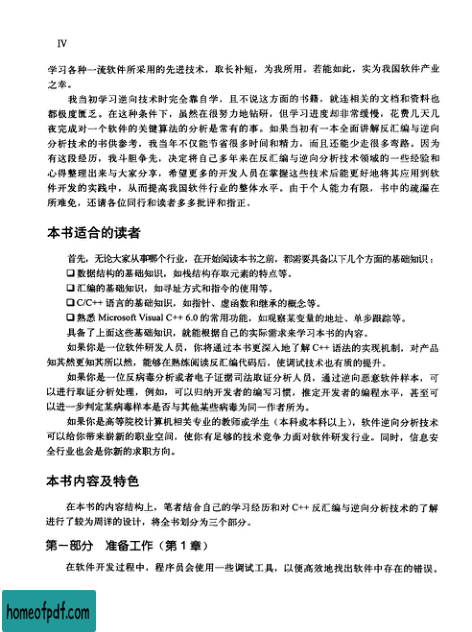 IV
学习各种一流软件所采用的先进技术，取长补短，为我所用，若能如此，实为我国软件产业
之幸。
我当初学习逆向技术时完全靠自学，且不说这方面的书籍，就连相关的文档和资料也
都极度匮乏。在这种条件下，虽然在很努力地钻研，但学习进度却非常缓慢，花费几天几
夜完成对一个软件的关键算法的分析是常有的事。如果当初有一本全面讲解反汇编与逆向
分析技术的书供参考，我当年不仅能节省很多时间和精力，而且还能少走很多弯路。因为
有这段经历，我斗胆争先，决定将自己多年来在反汇编与逆向分析技术领域的一些经验和
心得整理出来与大家分享，希望更多的开发人员在掌握这些技术后能更好地将其应用到软
件开发的实践中，从而提高我国软件行业的整体水平。由于个人能力有限，书中的疏漏在
所难免，还请各位同行和读者多多批评和指正。
本书适合的读者
首先，无论大家从事哪个行业，在开始阅读本书之前，都需要具备以下几个方面的基础知识：
❑数据结构的基础知识，如栈结构存取元素的特点等。
❑汇编的基础知识，如寻址方式和指令的使用等。
❑C/C++ 语言的基础知识，如指针、虚函数和继承的概念等。
❑熟悉 Microsoft Visual C++ 6.0 的常用功能，如观察某变量的地址、单步跟踪等。
具备了上面这些基础知识，就能根据自己的实际需求来学习本书的内容。
如果你是一位软件研发人员，你将通过本书更深入地了解 C++ 语法的实现机制，对产品
知其然更知其所以然，能够在熟练阅读反汇编代码后，使调试技术也有质的提升。
如果你是一位反病毒分析或者电子证据司法取证分析人员，通过逆向恶意软件样本，可
以进行取证分析处理，例如，可以归纳开发者的编写习惯，推定开发者的编程水平，甚至可
以进一步判定某病毒样本是否与其他某些病毒为同一作者所为。
如果你是高等院校计算机相关专业的教师或学生（本科或本科以上），软件逆向分析技术
可以给你带来崭新的职业空间，使你有足够的技术竞争力面对软件研发行业。同时，信息安
全行业也会是你新的求职方向。
本书内容及特色
在本书的内容结构上，笔者结合自己的学习经历和对 C++ 反汇编与逆向分析技术的了解
进行了较为周详的设计，将全书划分为三个部分。
第一部分 准备工作（第 1 章）
在软件开发过程中，程序员会使用一些调试工具，以便高效地找出软件中存在的错误。
homeofpdf.com